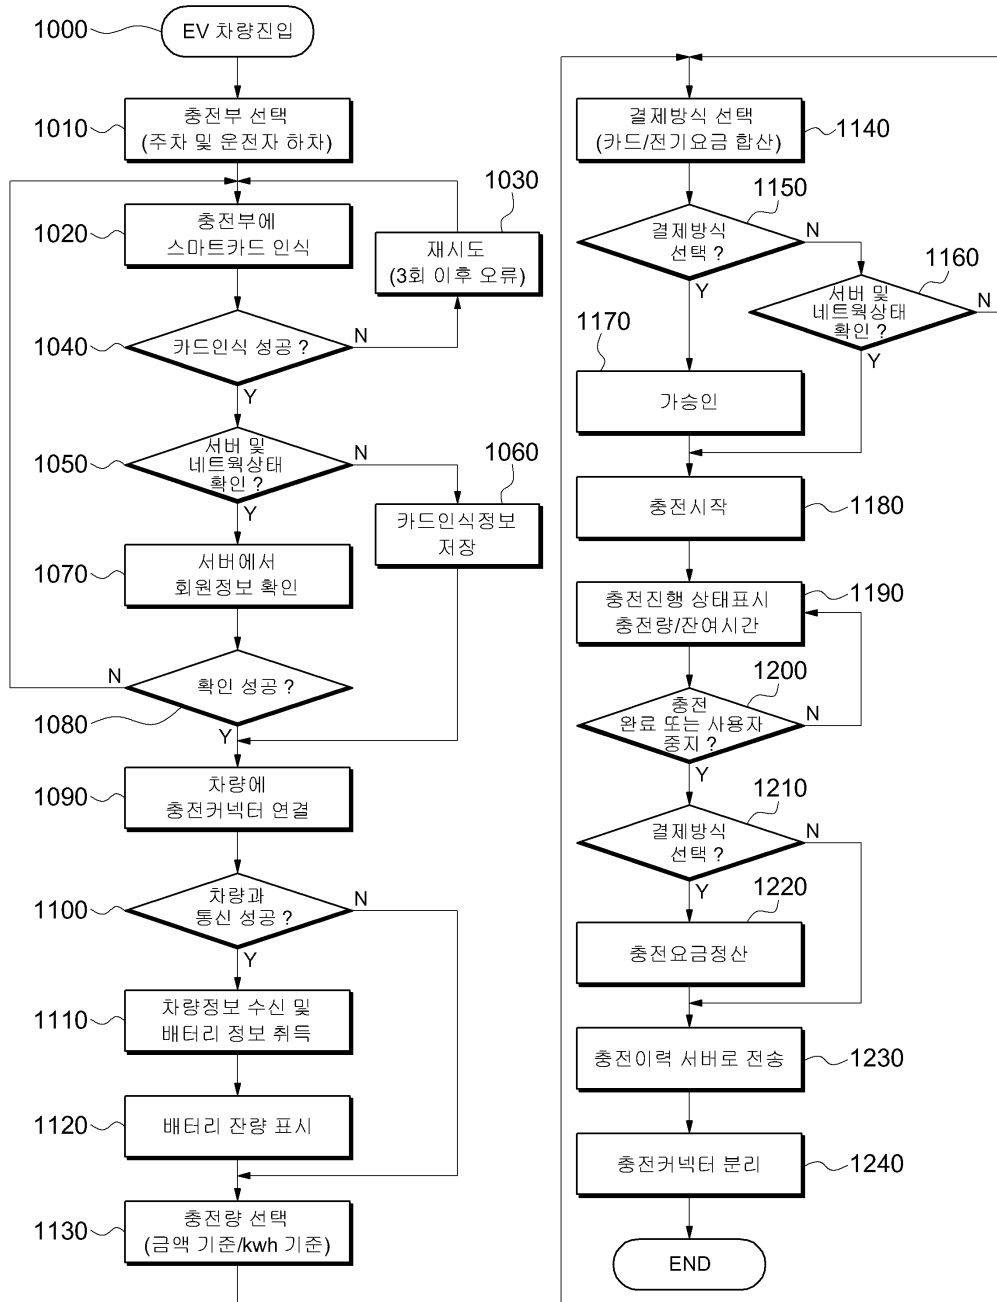 1000
EV 차량진입
1010
충전부 선택
(주차 및 운전자 하차)
1020
충전부에
스마트카드 인식
1030
재시도
(3회 이후 오류)
1040
카드인식 성공 ?
N
Y
1050
서버 및
네트웍상태
확인 ?
N
Y
1060
카드인식정보
저장
1070
서버에서
회원정보 확인
1080
확인 성공 ?
N
Y
1090
차량에
충전커넥터 연결
1100
차량과
통신 성공 ?
N
Y
1110
차량정보 수신 및
배터리 정보 취득
1120
배터리 잔량 표시
1130
충전량 선택
(금액 기준/kwh 기준)
결제방식 선택
(카드/전기요금 합산)
1140
1150
결제방식
선택 ?
N
Y
1160
서버 및
네트웍상태
확인 ?
N
Y
1170
가승인
충전시작
1180
충전진행 상태표시
충전량/잔여시간
1190
1200
충전
완료 또는 사용자
중지 ?
N
Y
1210
결제방식
선택 ?
N
Y
1220
충전요금정산
충전이력 서버로 전송
1230
충전커넥터 분리
1240
END